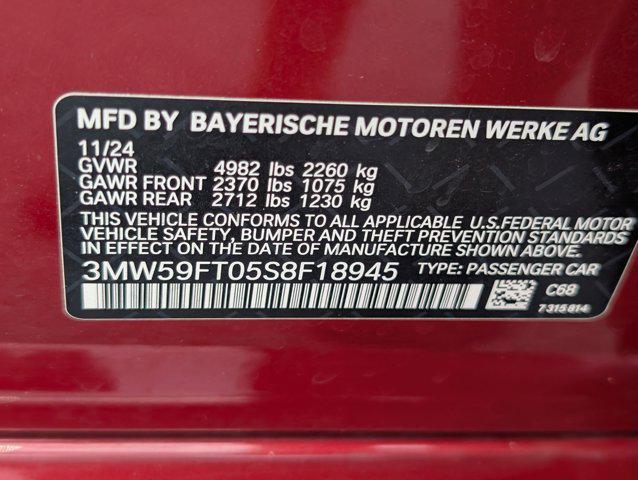 MFD BY BAYERISCHE MOTOREN WERKE AG
11/24
GVWR 4982 lbs 2260 kg
GAWR FRONT 2370 lbs 1075 kg
GAWR REAR 2712 lbs 1230 kg
THIS VEHICLE CONFORMS TO ALL APPLICABLE U.S.FEDERAL MOTOR
VEHICLE SAFETY, BUMPER AND THEFT PREVENTION STANDARDS
IN EFFECT ON THE DATE OF MANUFACTURE SHOWN ABOVE.
3MW59FT05S8F18945 TYPE: PASSENGER CAR
C68
7315814